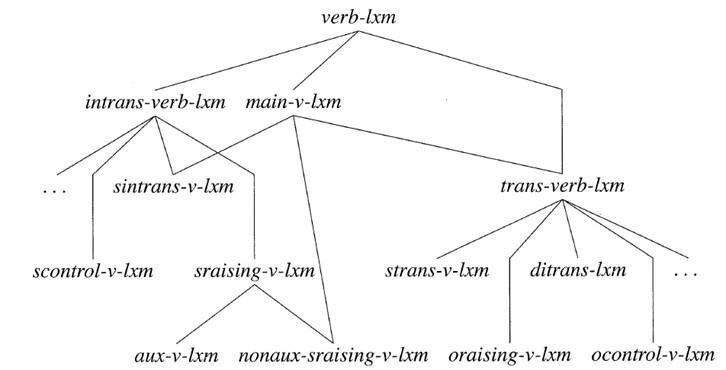 verb-lxm
intrans-verb-lxm main-v-lxm
... sintrans-v-lxm trans-verb-lxm
scontrol-v-lxm sraising-v-lxm strans-v-lxm ditrans-lxm ...
aux-v-lxm nonaux-sraising-v-lxm oraising-v-lxm ocontrol-v-lxm